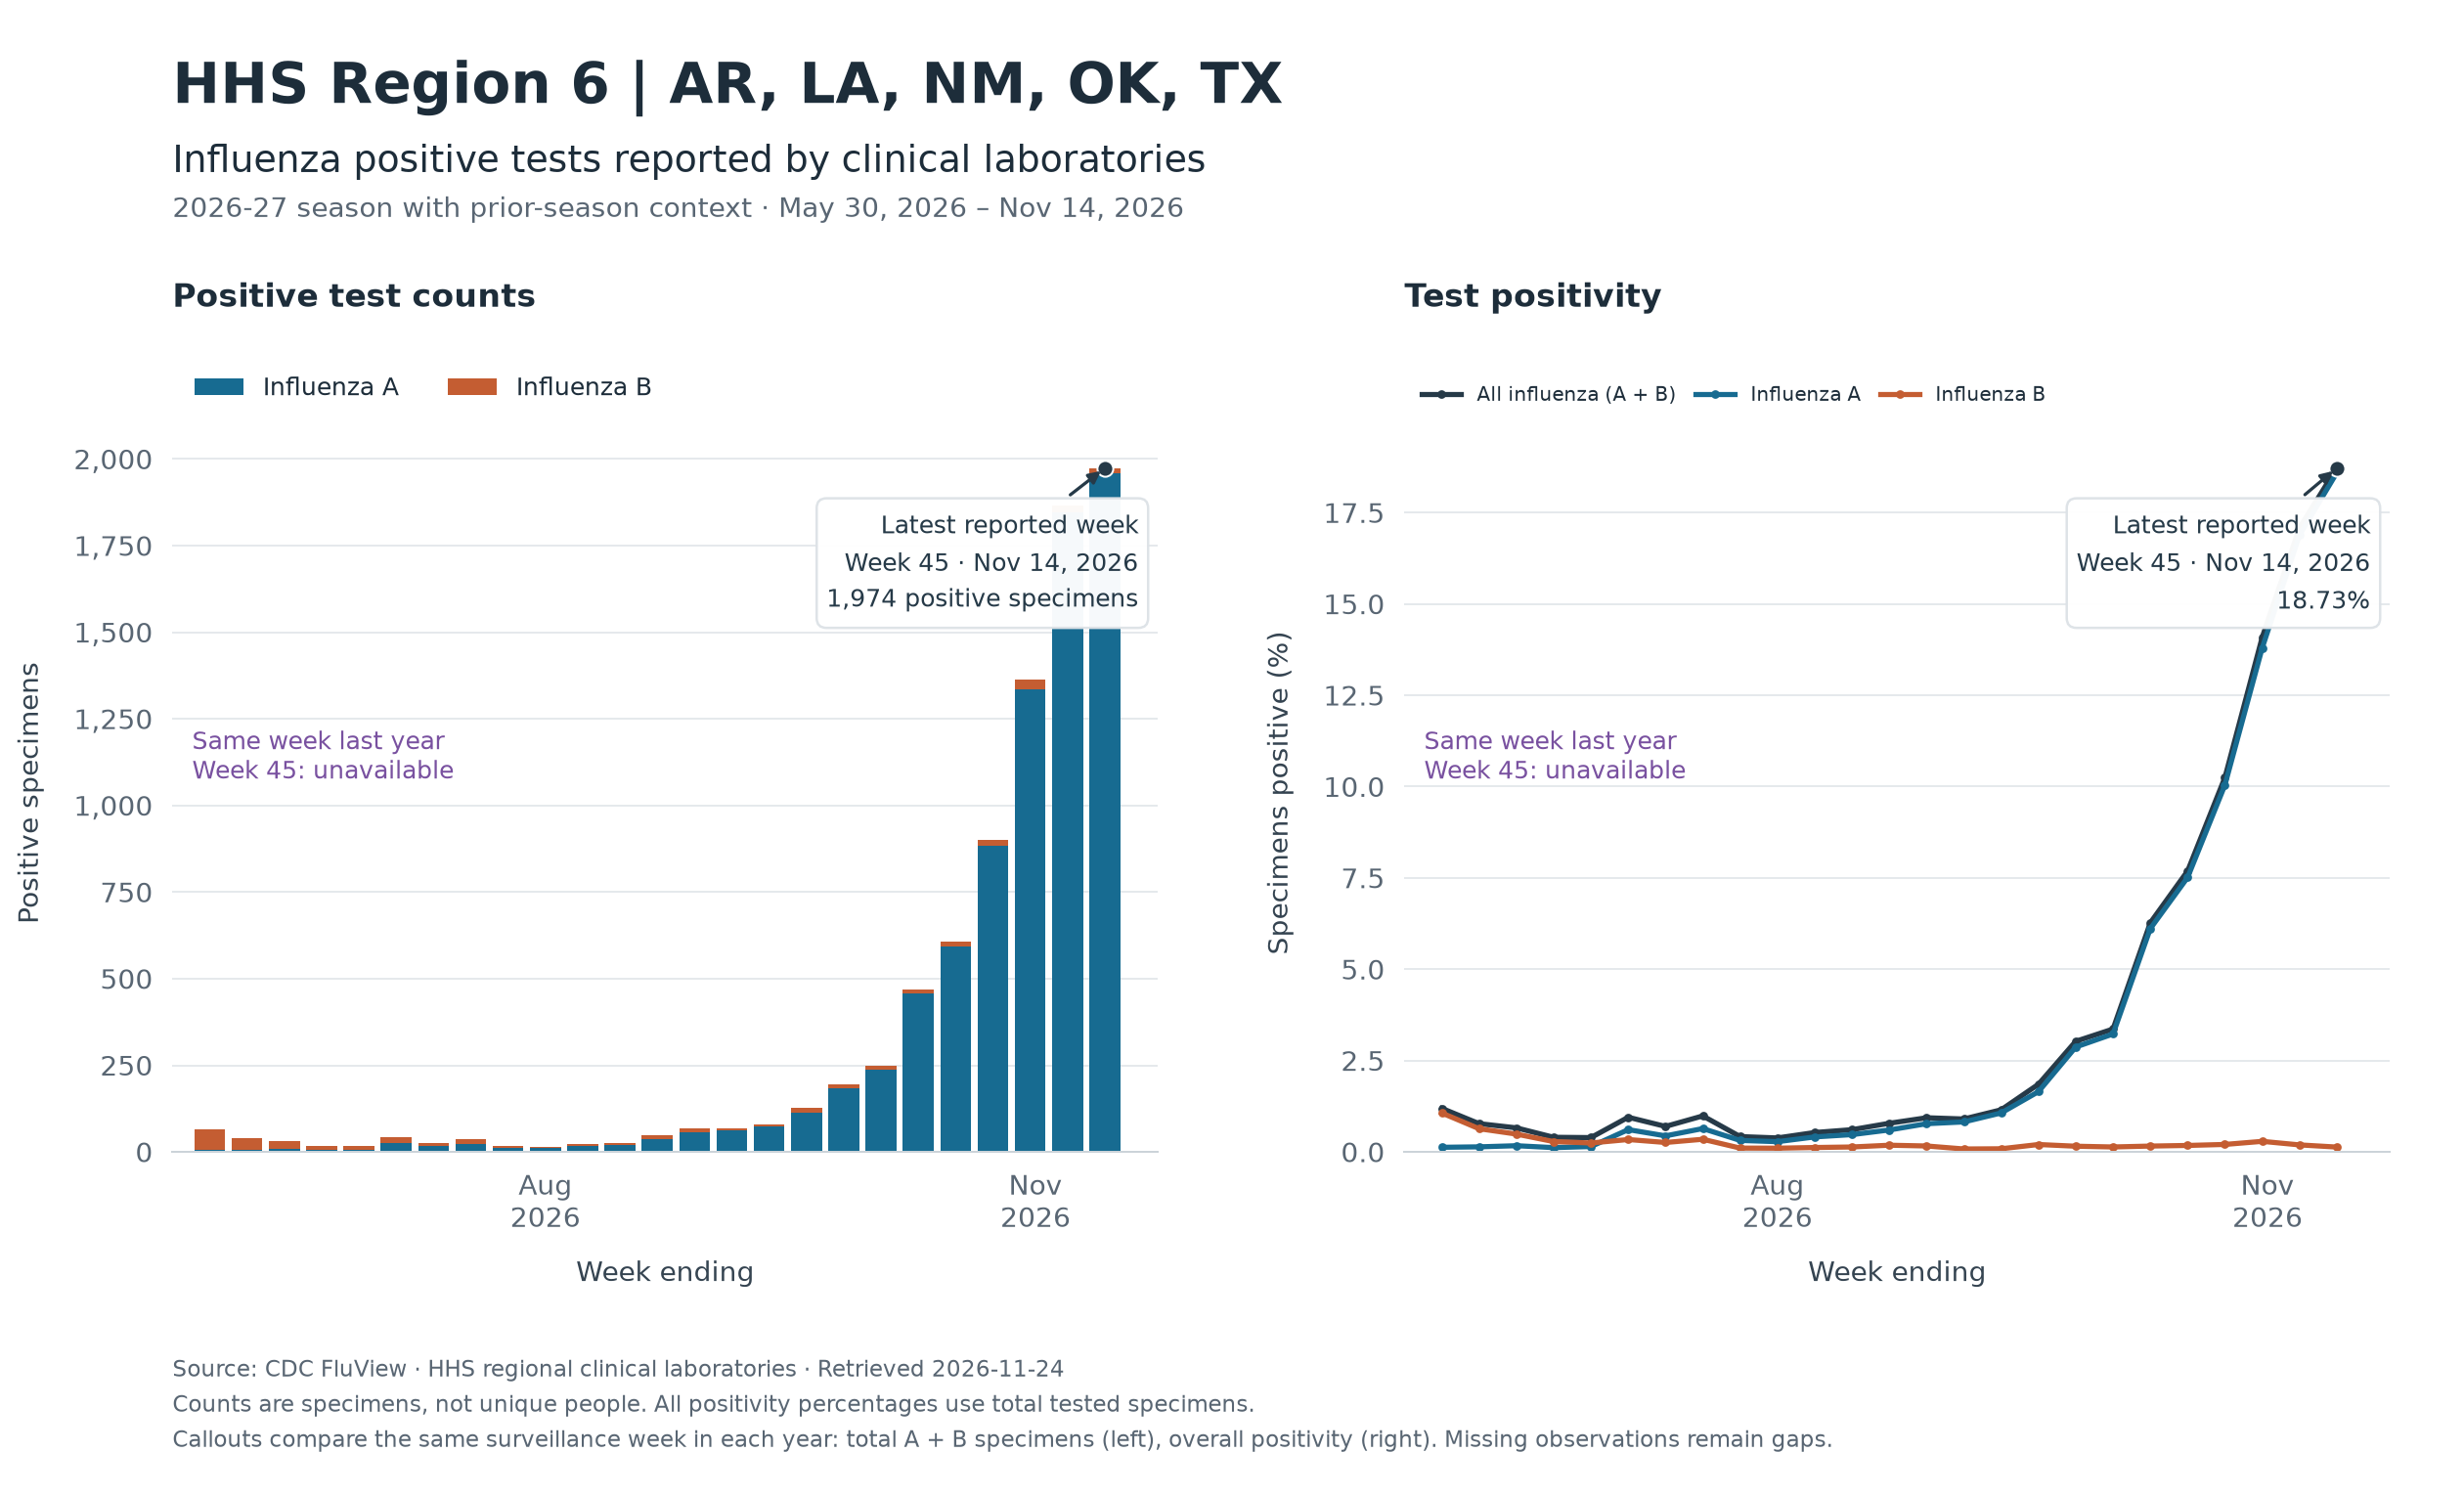 HHS Region 6 | AR, LA, NM, OK, TX
Influenza positive tests reported by clinical laboratories
2026-27 season with prior-season context · May 30, 2026 – Nov 14, 2026
Positive test counts
Influenza A
Influenza B
2,000
1,750
1,500
1,250
1,000
750
500
250
0
Positive specimens
Latest reported week
Week 45 · Nov 14, 2026
1,974 positive specimens
Same week last year
Week 45: unavailable
Aug
2026
Nov
2026
Week ending
Test positivity
All influenza (A + B)
Influenza A
Influenza B
17.5
15.0
12.5
10.0
7.5
5.0
2.5
0.0
Specimens positive (%)
Latest reported week
Week 45 · Nov 14, 2026
18.73%
Same week last year
Week 45: unavailable
Aug
2026
Nov
2026
Week ending
Source: CDC FluView · HHS regional clinical laboratories · Retrieved 2026-11-24
Counts are specimens, not unique people. All positivity percentages use total tested specimens.
Callouts compare the same surveillance week in each year: total A + B specimens (left), overall positivity (right). Missing observations remain gaps.